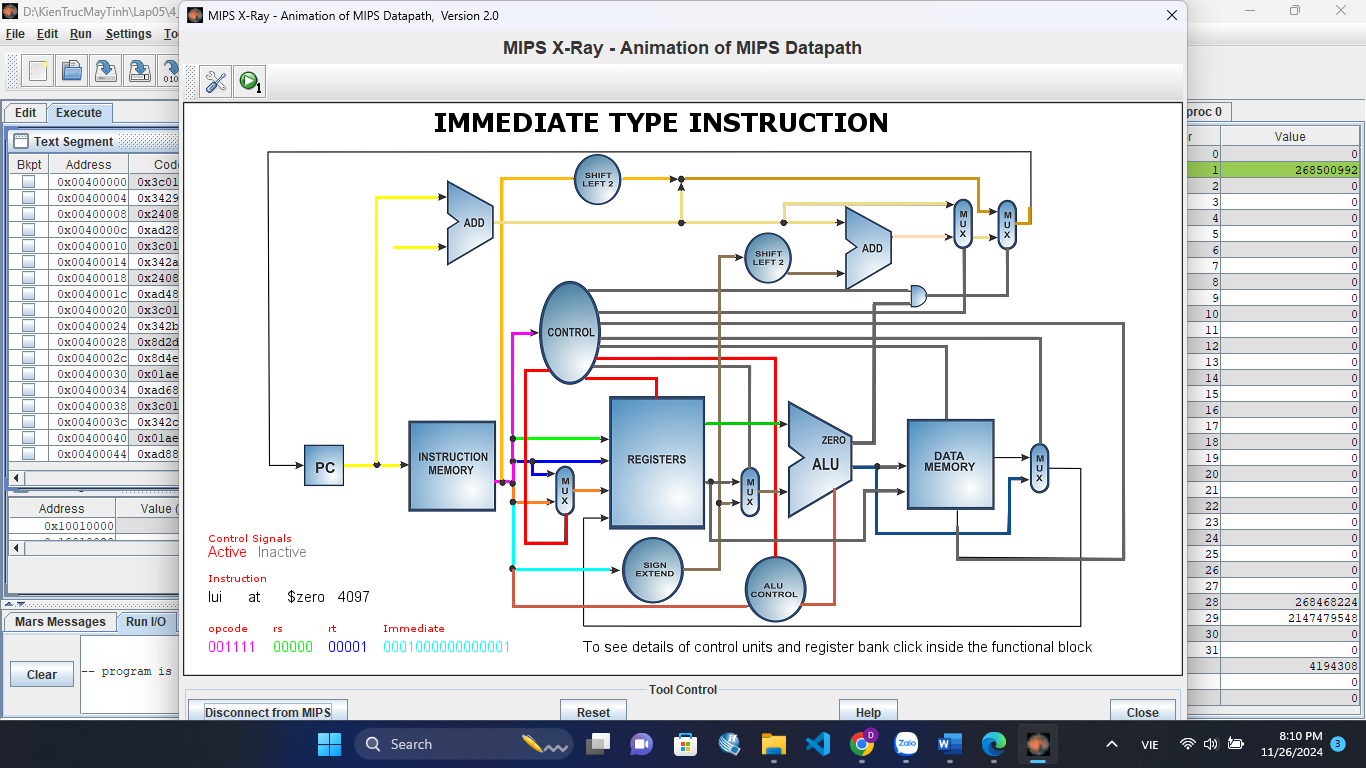 D:\KienTrucMayTinh\Lap05\4_
MIPS X-Ray - Animation of MIPS Datapath, Version 2.0
File Edit Run Settings To
MIPS X-Ray - Animation of MIPS Datapath
1
010
Edit Execute
proc 0
IMMEDIATE TYPE INSTRUCTION
Text Segment
Bkpt Address Code
0x00400000 0x3c01
0x00400004 0x3429
0x00400008 0x2408
0x0040000c 0xad28
0x00400010 0x3c01
0x00400014 0x342a
0x00400018 0x2408
0x0040001c 0xad48
0x00400020 0x3c01
0x00400024 0x342b
0x00400028 0x8d2d
0x0040002c 0x8d4e
0x00400030 0x01ae
0x00400034 0xad68
0x00400038 0x3c01
0x0040003c 0x342c
0x00400040 0x01ae
0x00400044 0xad88
Address Value (
0x10010000
Mars Messages Run I/O
Clear
-- program is
SHIFT LEFT 2
ADD
MUX
MUX
SHIFT LEFT 2
ADD
CONTROL
PC
INSTRUCTION MEMORY
MUX
REGISTERS
MUX
ZERO
ALU
DATA MEMORY
MUX
SIGN EXTEND
ALU CONTROL
Control Signals
Active Inactive
Instruction
lui at $zero 4097
opcode rs rt Immediate
001111 00000 00001 0001000000000001
To see details of control units and register bank click inside the functional block
Tool Control
Disconnect from MIPS Reset Help Close
r Value
0 0
1 268500992
2 0
3 0
4 0
5 0
6 0
7 0
8 0
9 0
10 0
11 0
12 0
13 0
14 0
15 0
16 0
17 0
18 0
19 0
20 0
21 0
22 0
23 0
24 0
25 0
26 0
27 0
28 268468224
29 2147479548
30 0
31 0
4194308
0
0
Search
D
Zalo
VIE
8:10 PM
11/26/2024
3